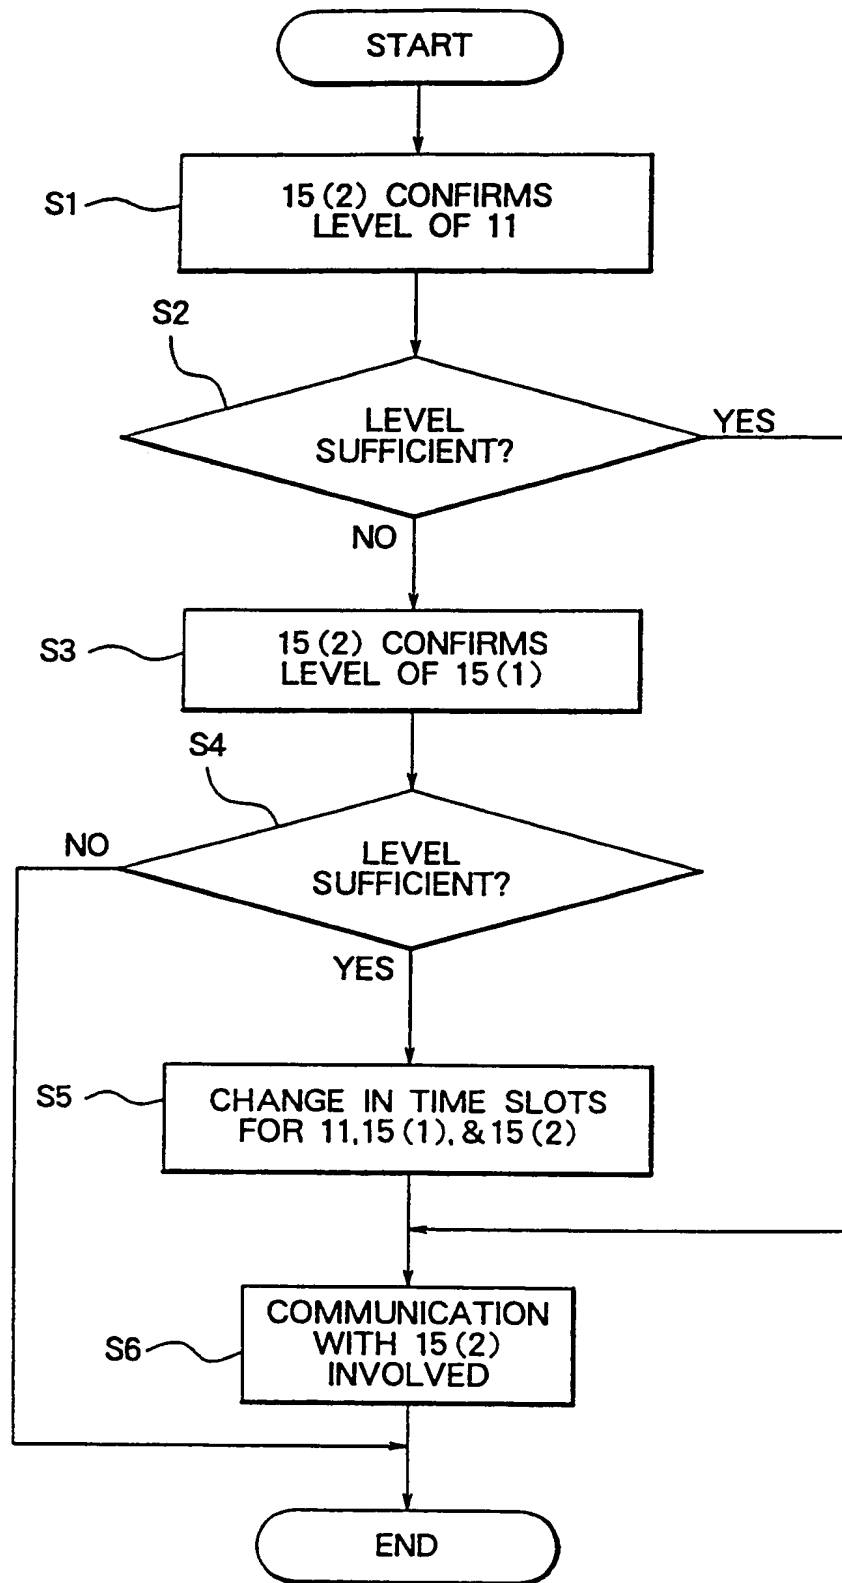 START
S1
15(2) CONFIRMS
LEVEL OF 11
S2
LEVEL
SUFFICIENT?
YES
NO
S3
15(2) CONFIRMS
LEVEL OF 15(1)
S4
NO
LEVEL
SUFFICIENT?
YES
S5
CHANGE IN TIME SLOTS
FOR 11,15(1),&15(2)
S6
COMMUNICATION
WITH 15(2)
INVOLVED
END